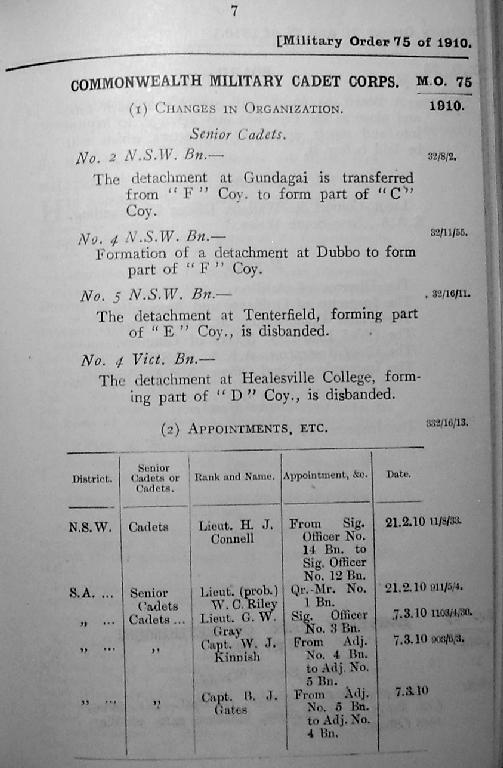 7
[Military Order 75 of 1910.
COMMONWEALTH MILITARY CADET CORPS. M.O. 75
(1) CHANGES IN ORGANIZATION. 1910.
Senior Cadets.
No. 2 N.S.W. Bn.— 32/8/2.
The detachment at Gundagai is transferred
from "F" Coy. to form part of "C"
Coy.
No. 4 N.S.W. Bn.— 32/11/55.
Formation of a detachment at Dubbo to form
part of "F" Coy.
No. 5 N.S.W. Bn.— 32/16/11.
The detachment at Tenterfield, forming part
of "E" Coy., is disbanded.
No. 4 Vict. Bn.—
The detachment at Healesville College, form-
ing part of "D" Coy., is disbanded.
(2) APPOINTMENTS, ETC. 332/16/13.
Senior
District. Cadets or Rank and Name. Appointment, &c. Date.
Cadets.
N.S.W. Cadets Lieut. H. J. From Sig. 21.2.10 11/8/33.
Connell Officer No.
14 Bn. to
Sig. Officer
No. 12 Bn.
S.A. ... Senior Lieut. (prob.) Qr.-Mr. No. 21.2.10 911/5/4.
Cadets W. C. Riley 1 Bn.
,, ... Cadets ... Lieut. G. W. Sig. Officer 7.3.10 1103/4/30.
Gray No. 3 Bn.
,, ... ,, Capt. W. J. From Adj. 7.3.10
Kinnish No. 4 Bn.
to Adj. No.
5 Bn.
,, ... ,, Capt. B. J. From Adj. 7.3.10
Gates No. 5 Bn.
to Adj. No.
4 Bn.